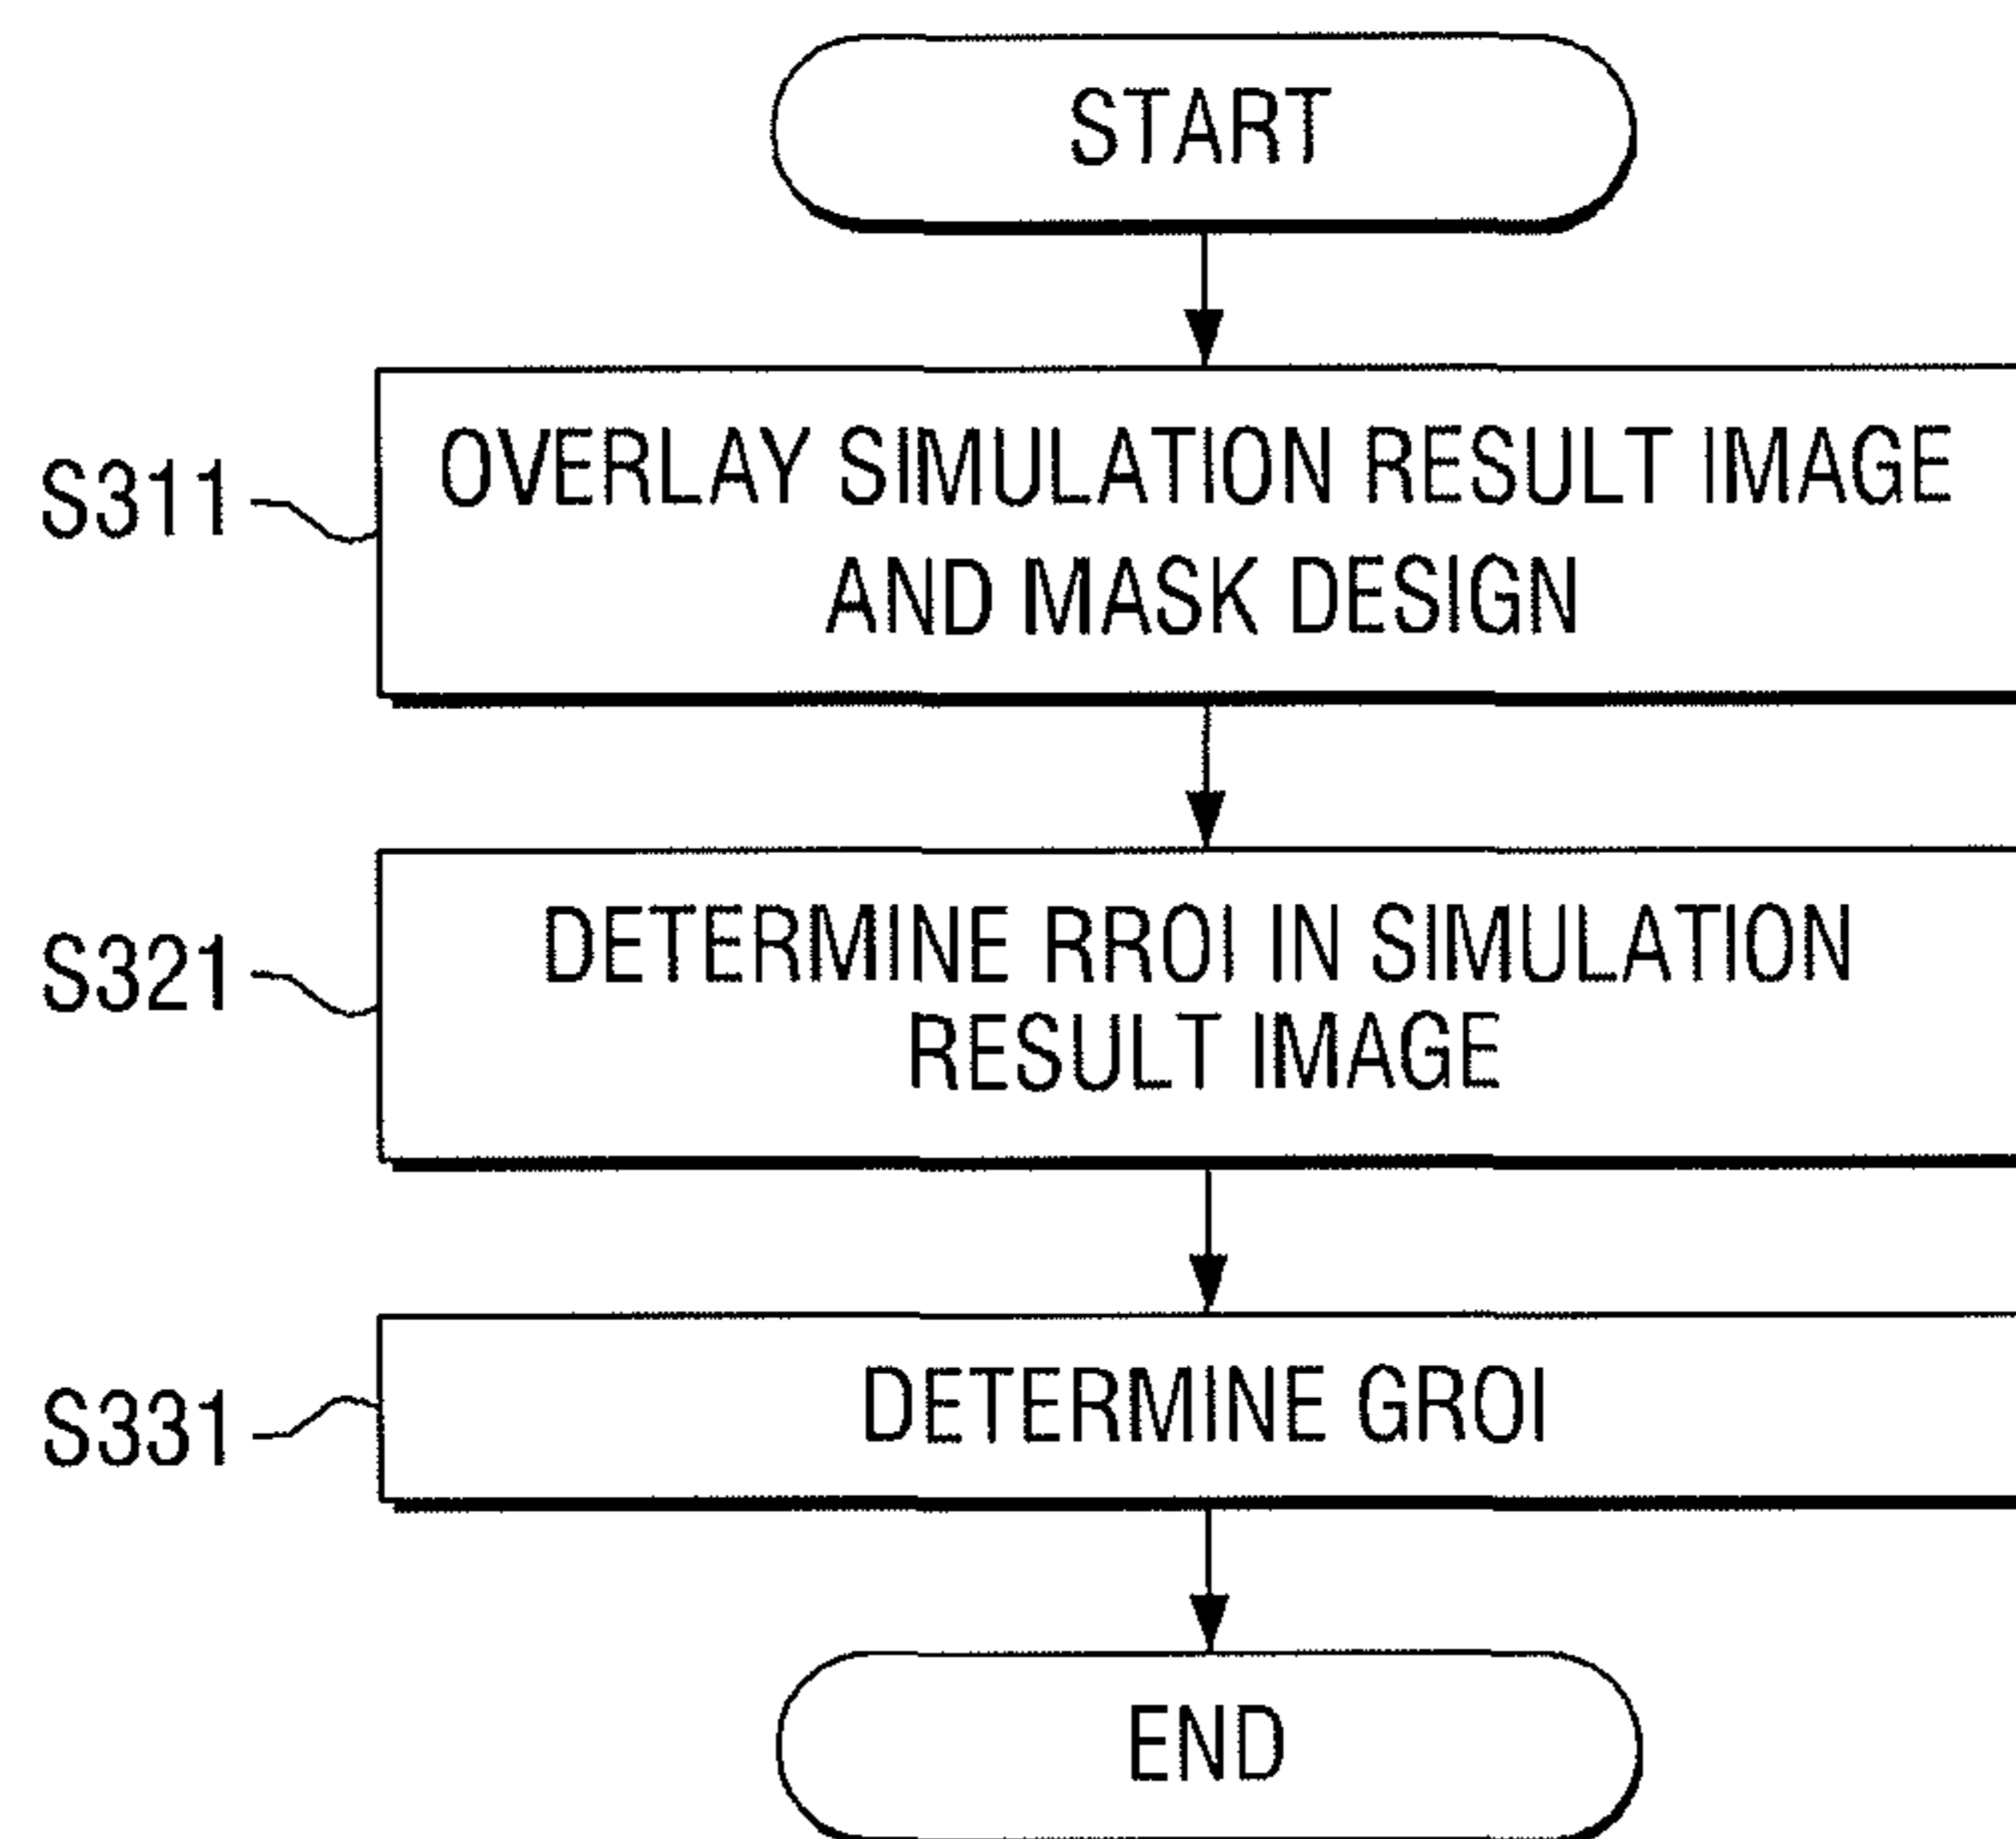 START
S311
OVERLAY SIMULATION RESULT IMAGE
AND MASK DESIGN
S321
DETERMINE RROI IN SIMULATION
RESULT IMAGE
S331
DETERMINE GROI
END